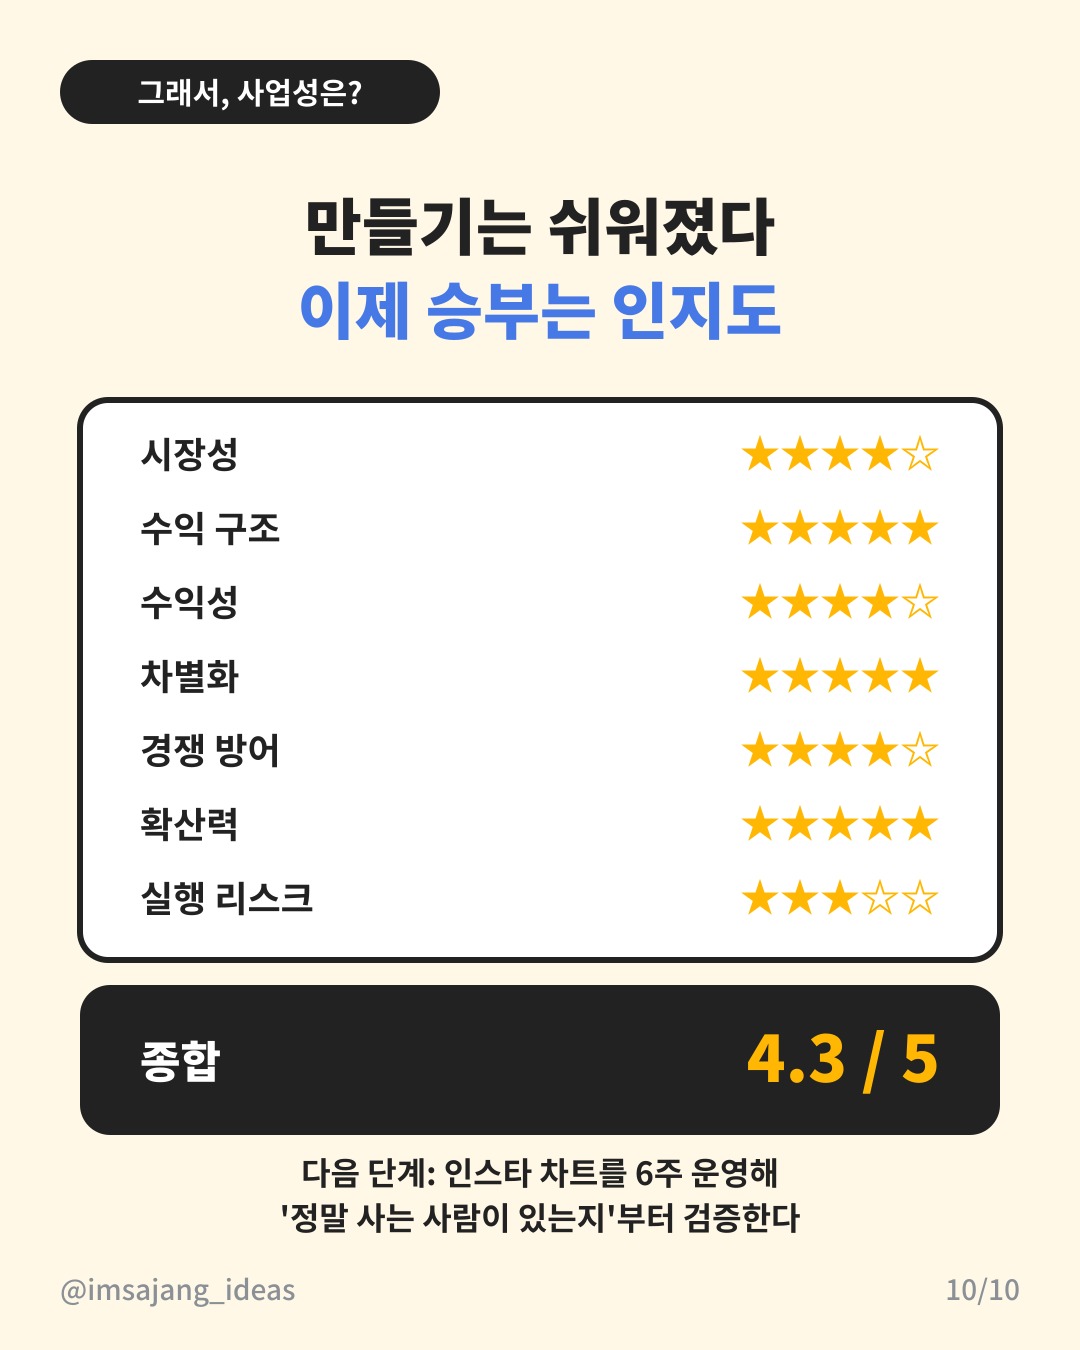 그래서, 사업성은?
만들기는 쉬워졌다
이제 승부는 인지도
시장성 ★★★★☆
수익 구조 ★★★★★
수익성 ★★★★☆
차별화 ★★★★★
경쟁 방어 ★★★★☆
확산력 ★★★★★
실행 리스크 ★★★☆☆
종합 4.3 / 5
다음 단계: 인스타 차트를 6주 운영해
'정말 사는 사람이 있는지'부터 검증한다
@imsajang_ideas 10/10